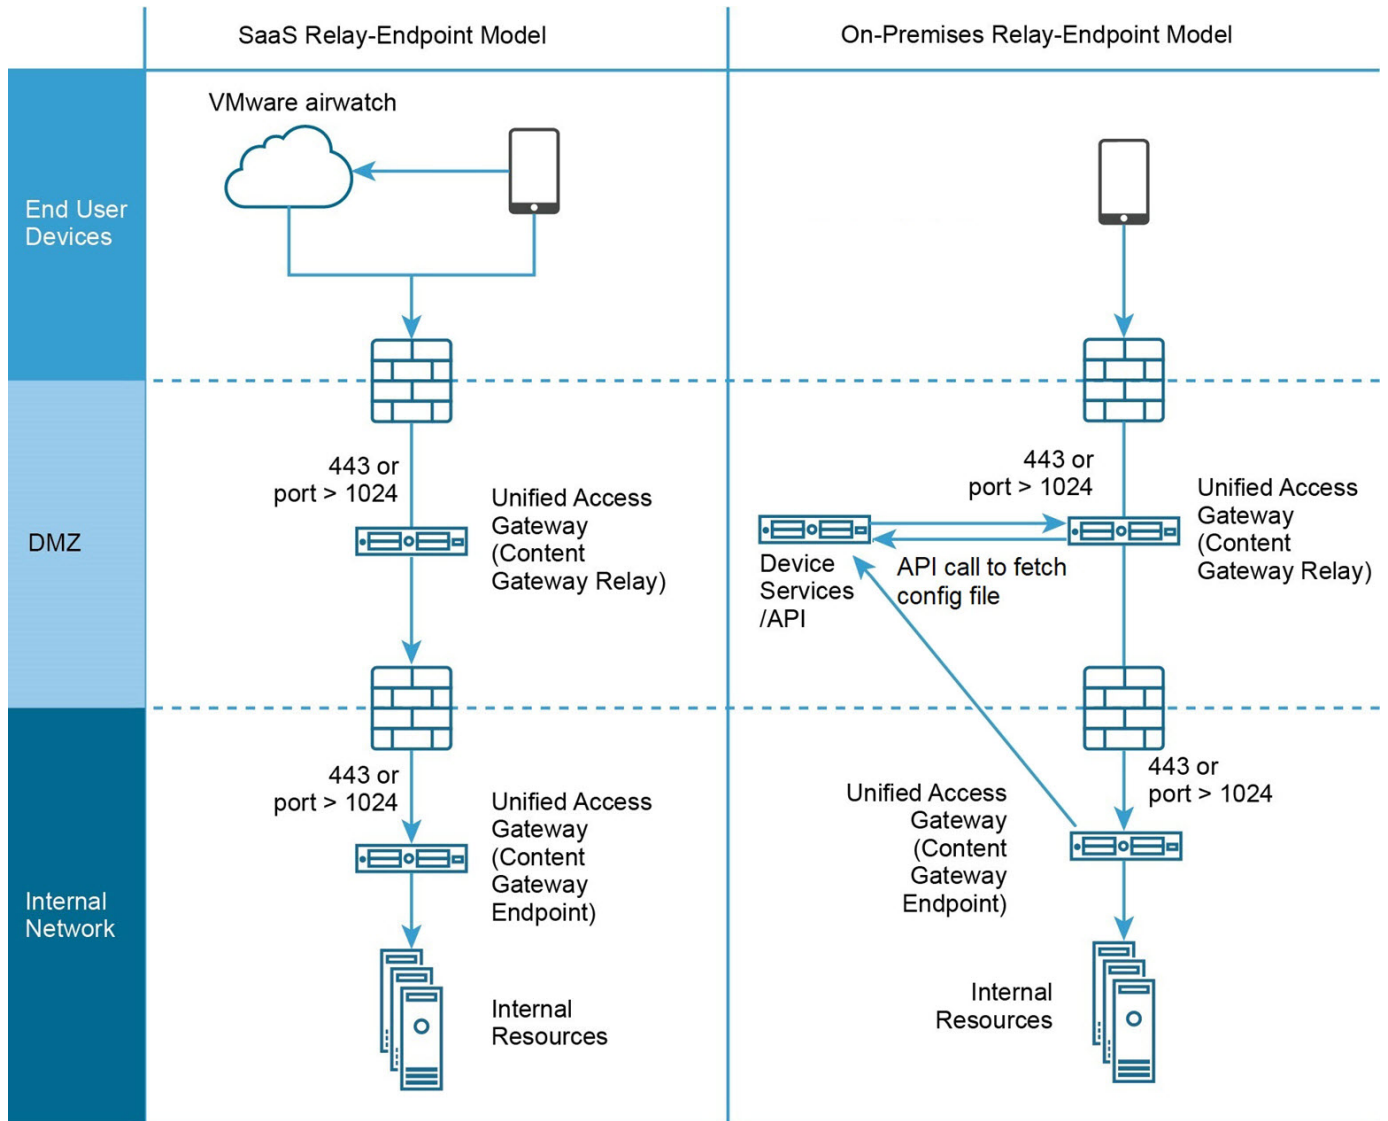 SaaS Relay-Endpoint Model
On-Premises Relay-Endpoint Model
End User
Devices
VMware airwatch
DMZ
443 or
port > 1024
Unified Access
Gateway
(Content
Gateway Relay)
443 or
port > 1024
Unified Access
Gateway
(Content
Gateway Relay)
Device
Services
/API
API call to fetch
config file
Internal
Network
443 or
port > 1024
Unified Access
Gateway
(Content
Gateway
Endpoint)
Internal
Resources
443 or
port > 1024
Unified Access
Gateway
(Content
Gateway
Endpoint)
Internal
Resources